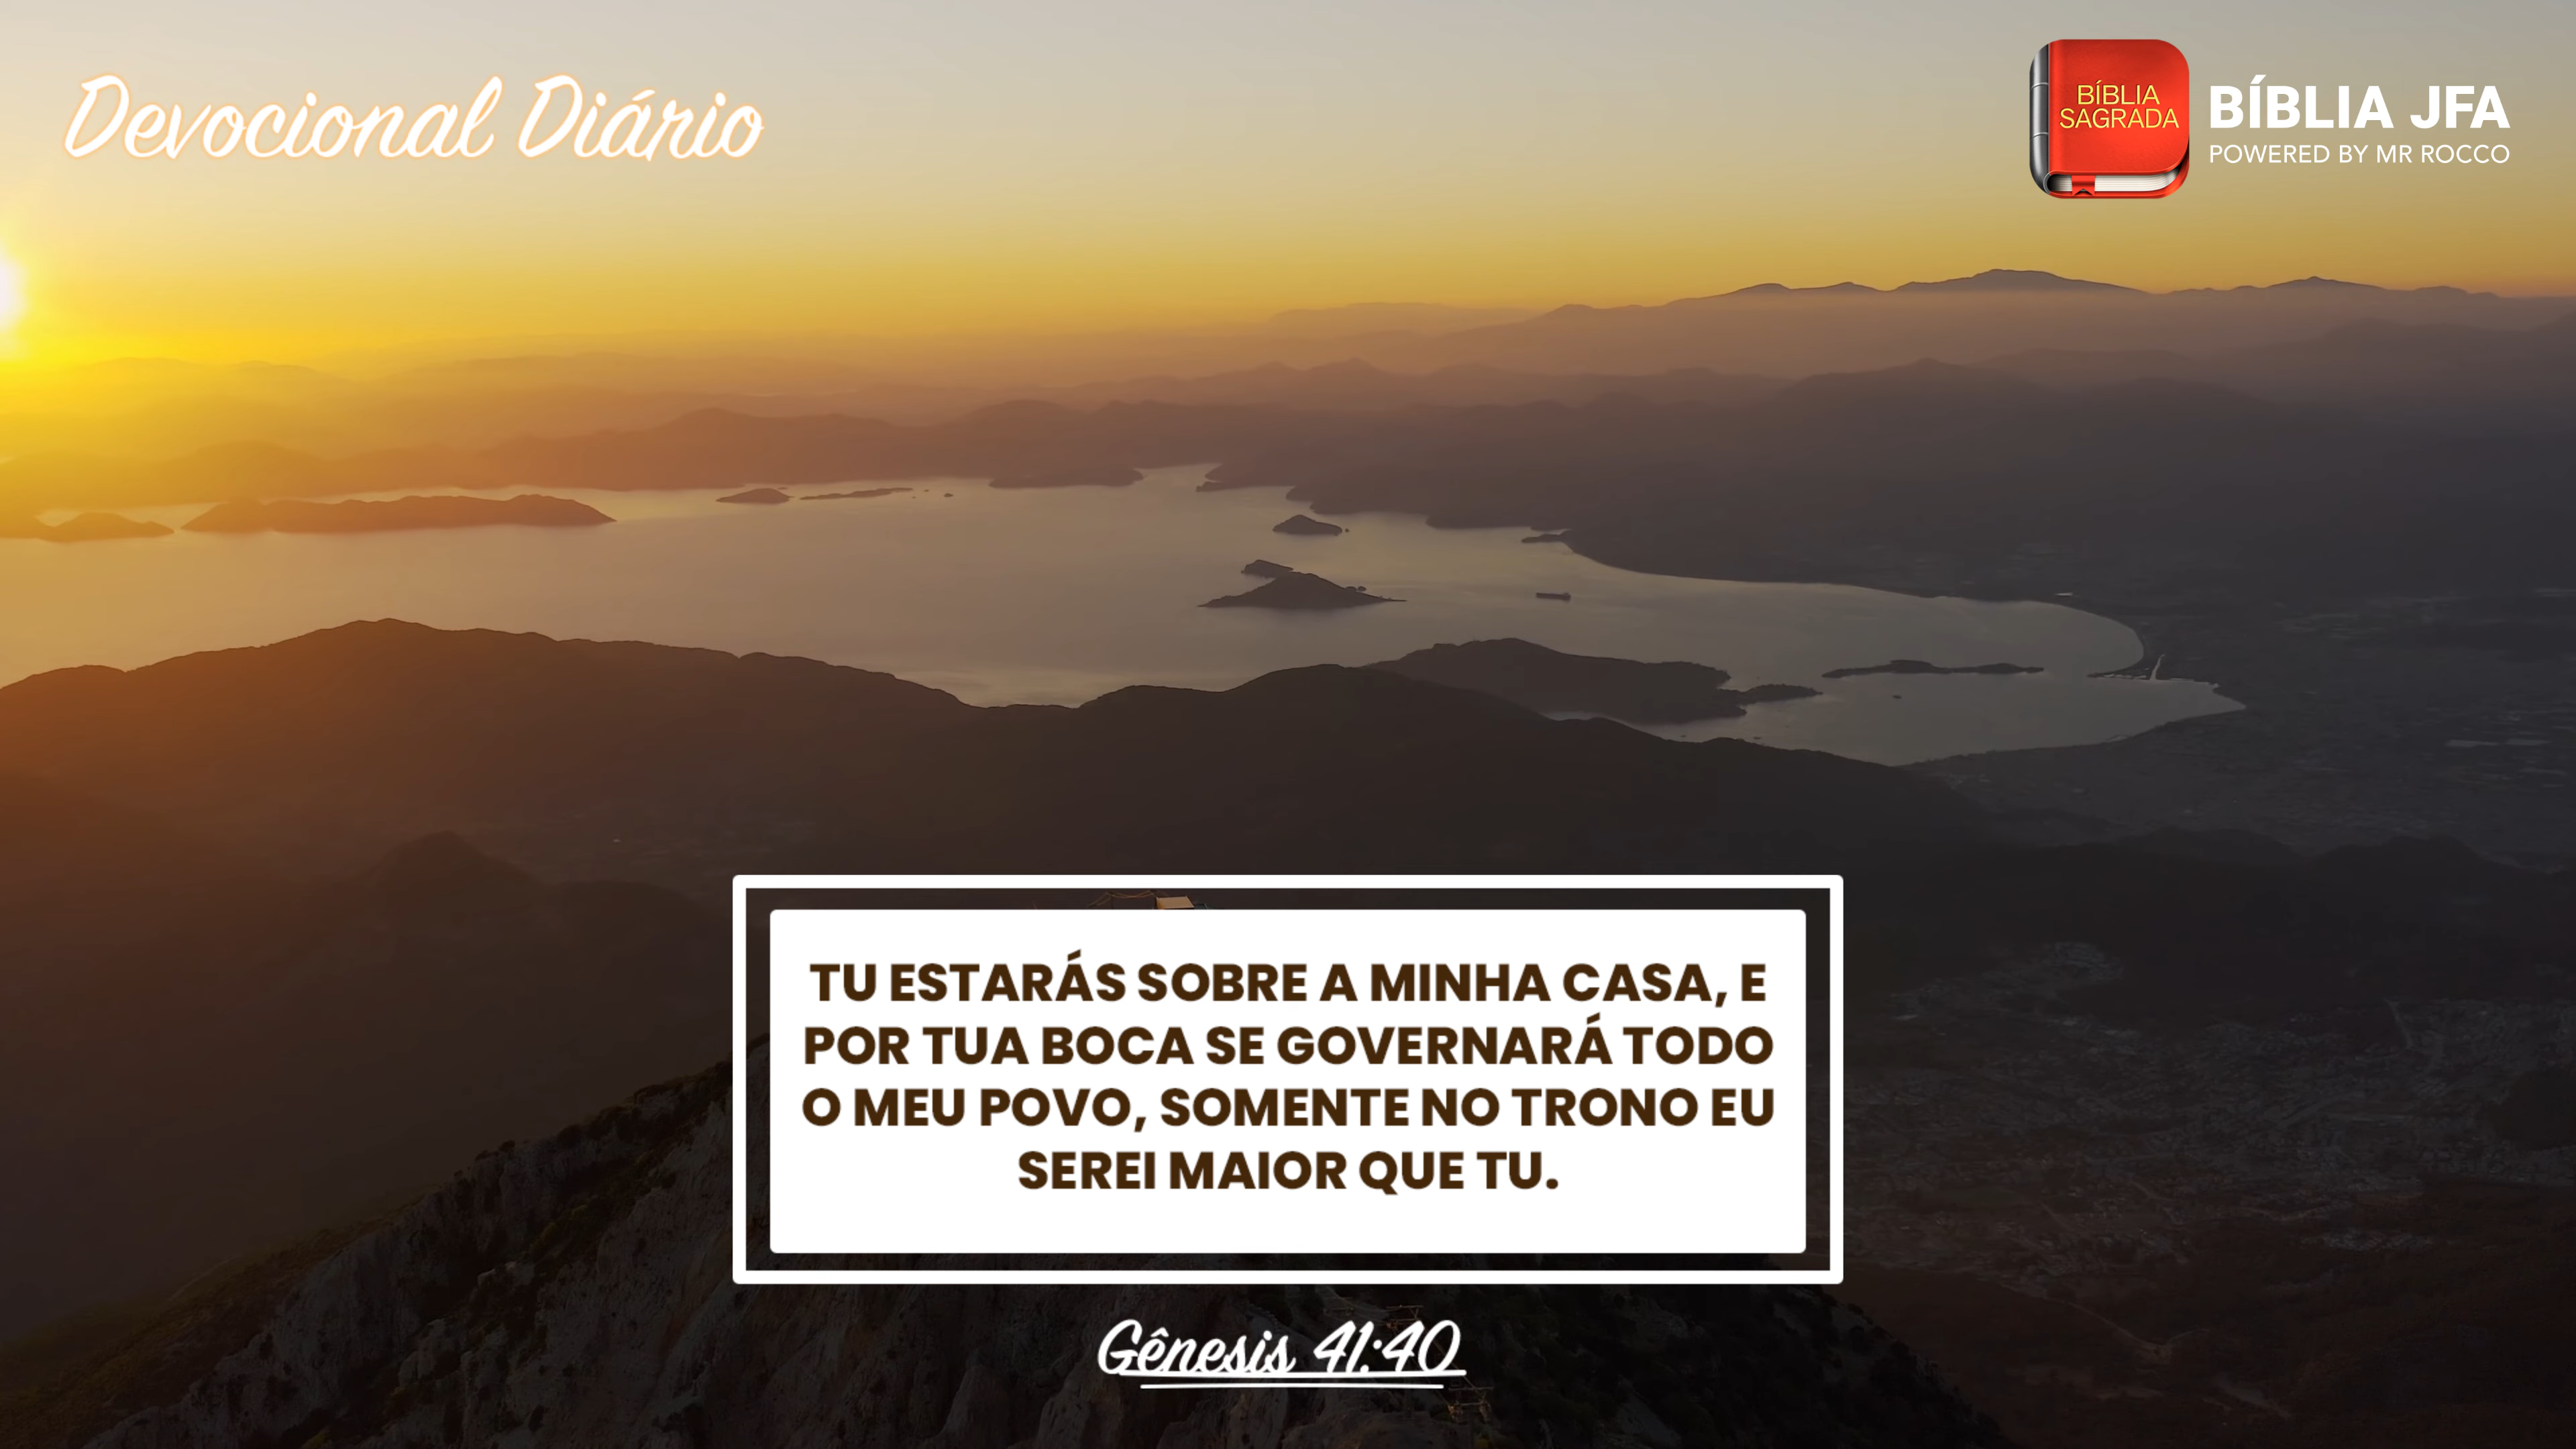 Devocional Diário
BÍBLIA
SAGRADA
BÍBLIA JFA
POWERED BY MR ROCCO
TU ESTARÁS SOBRE A MINHA CASA, E
POR TUA BOCA SE GOVERNARÁ TODO
O MEU POVO, SOMENTE NO TRONO EU
SEREI MAIOR QUE TU.
Gênesis 41:40